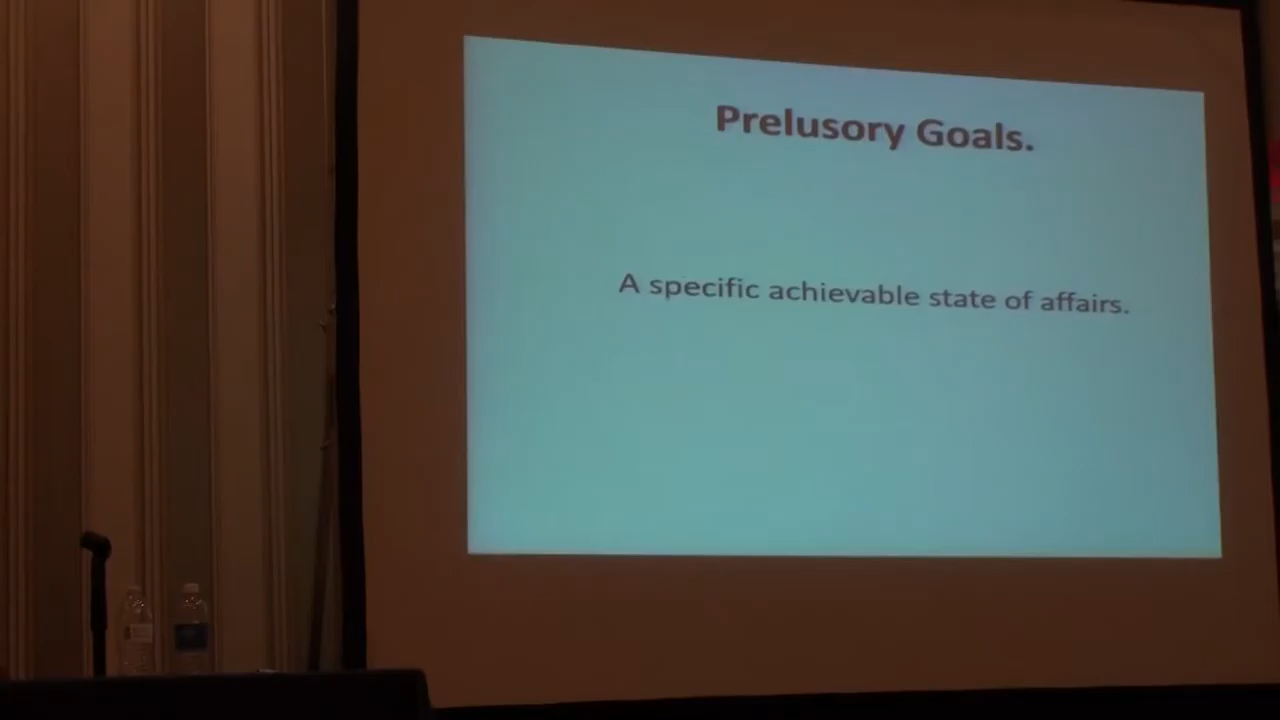 Prelusory Goals.
A specific achievable state of affairs.